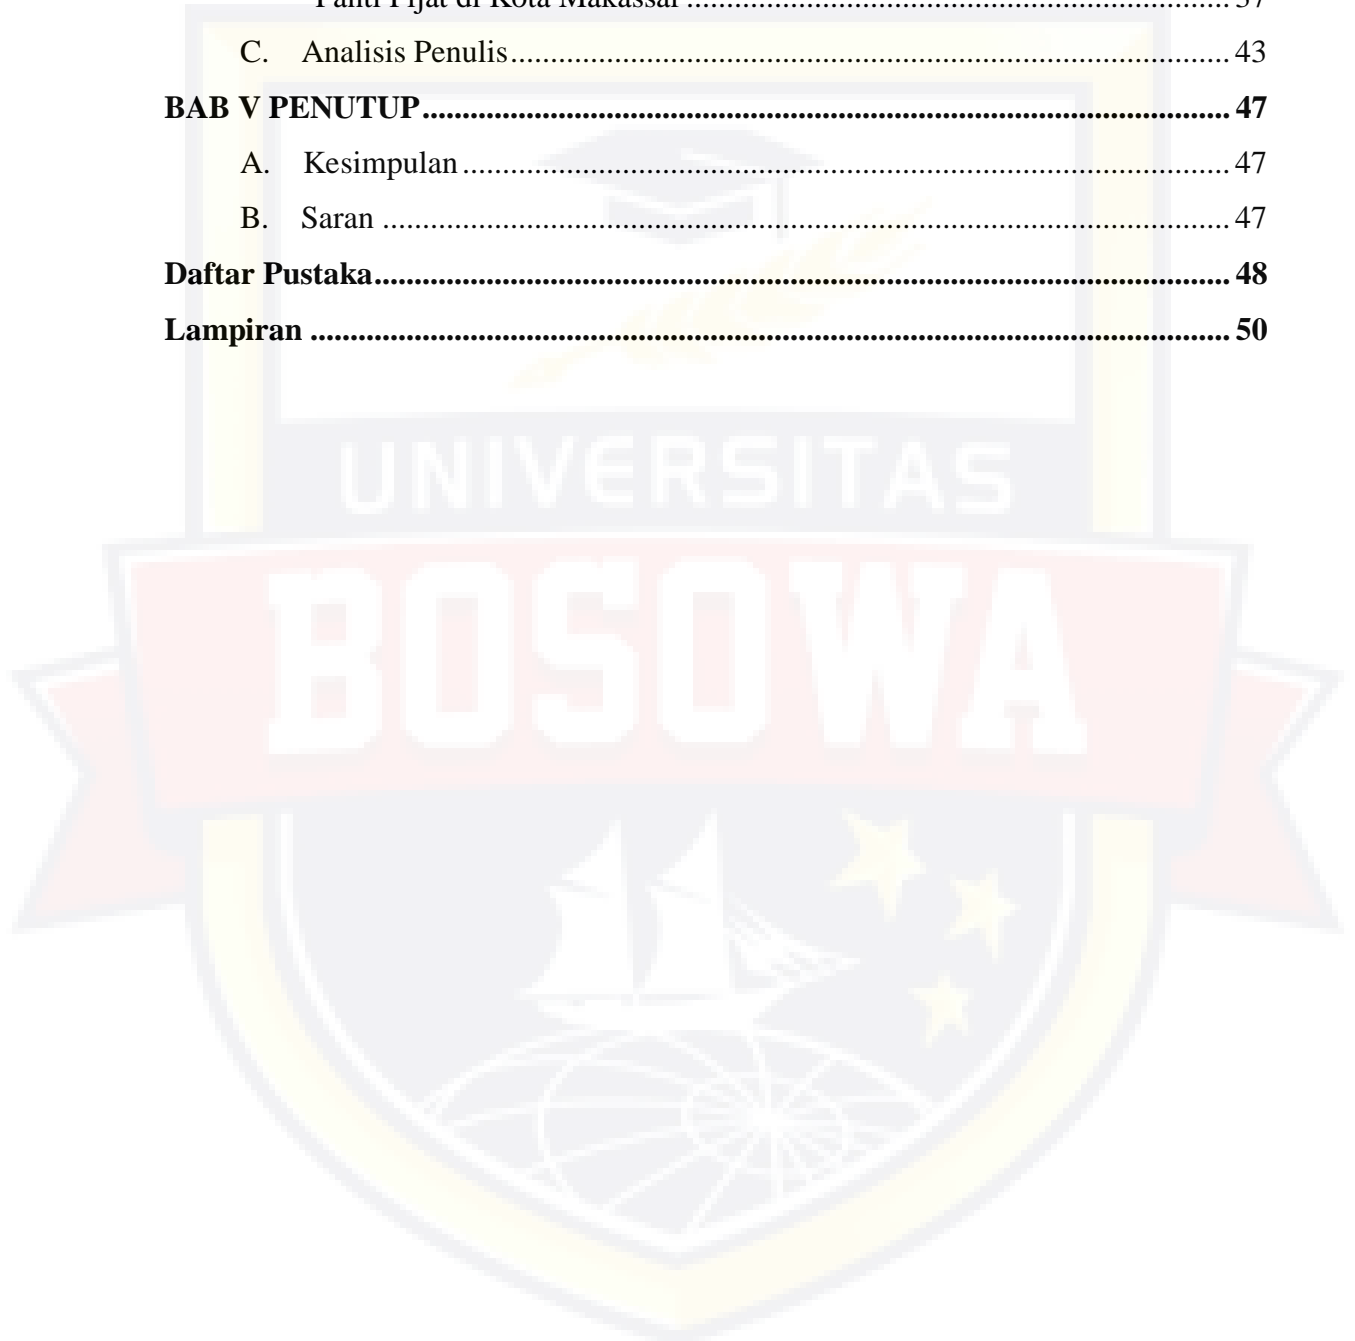 Panti Pijat di Kota Makassar ........................................................................ 37
C. Analisis Penulis ............................................................................................... 43
BAB V PENUTUP ..................................................................................................... 47
A. Kesimpulan ..................................................................................................... 47
B. Saran ............................................................................................................... 47
Daftar Pustaka ........................................................................................................... 48
Lampiran ................................................................................................................... 50
UNIVERSITAS
BOSOWA